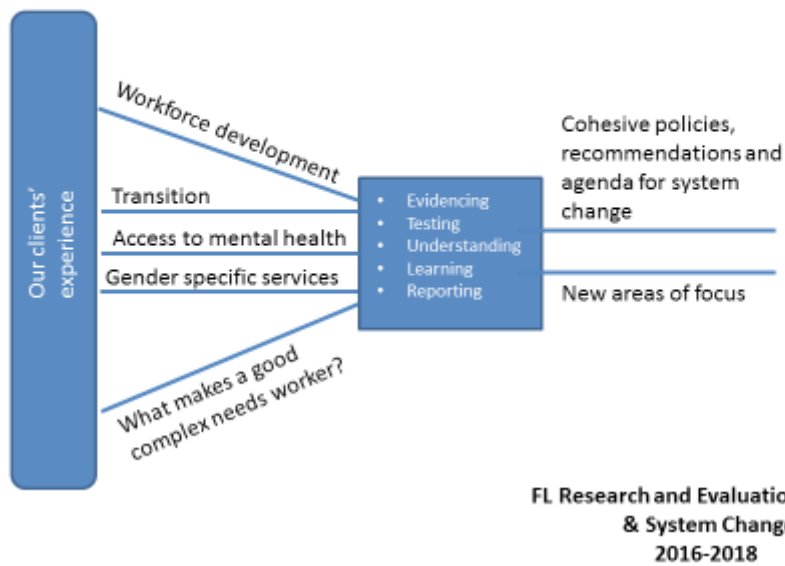 Our clients'
experience
Workforce development
Transition
Access to mental health
Gender specific services
What makes a good
complex needs worker?
• Evidencing
• Testing
• Understanding
• Learning
• Reporting
Cohesive policies,
recommendations and
agenda for system
change
New areas of focus
FL Research and Evaluatio
& System Chang
2016-2018